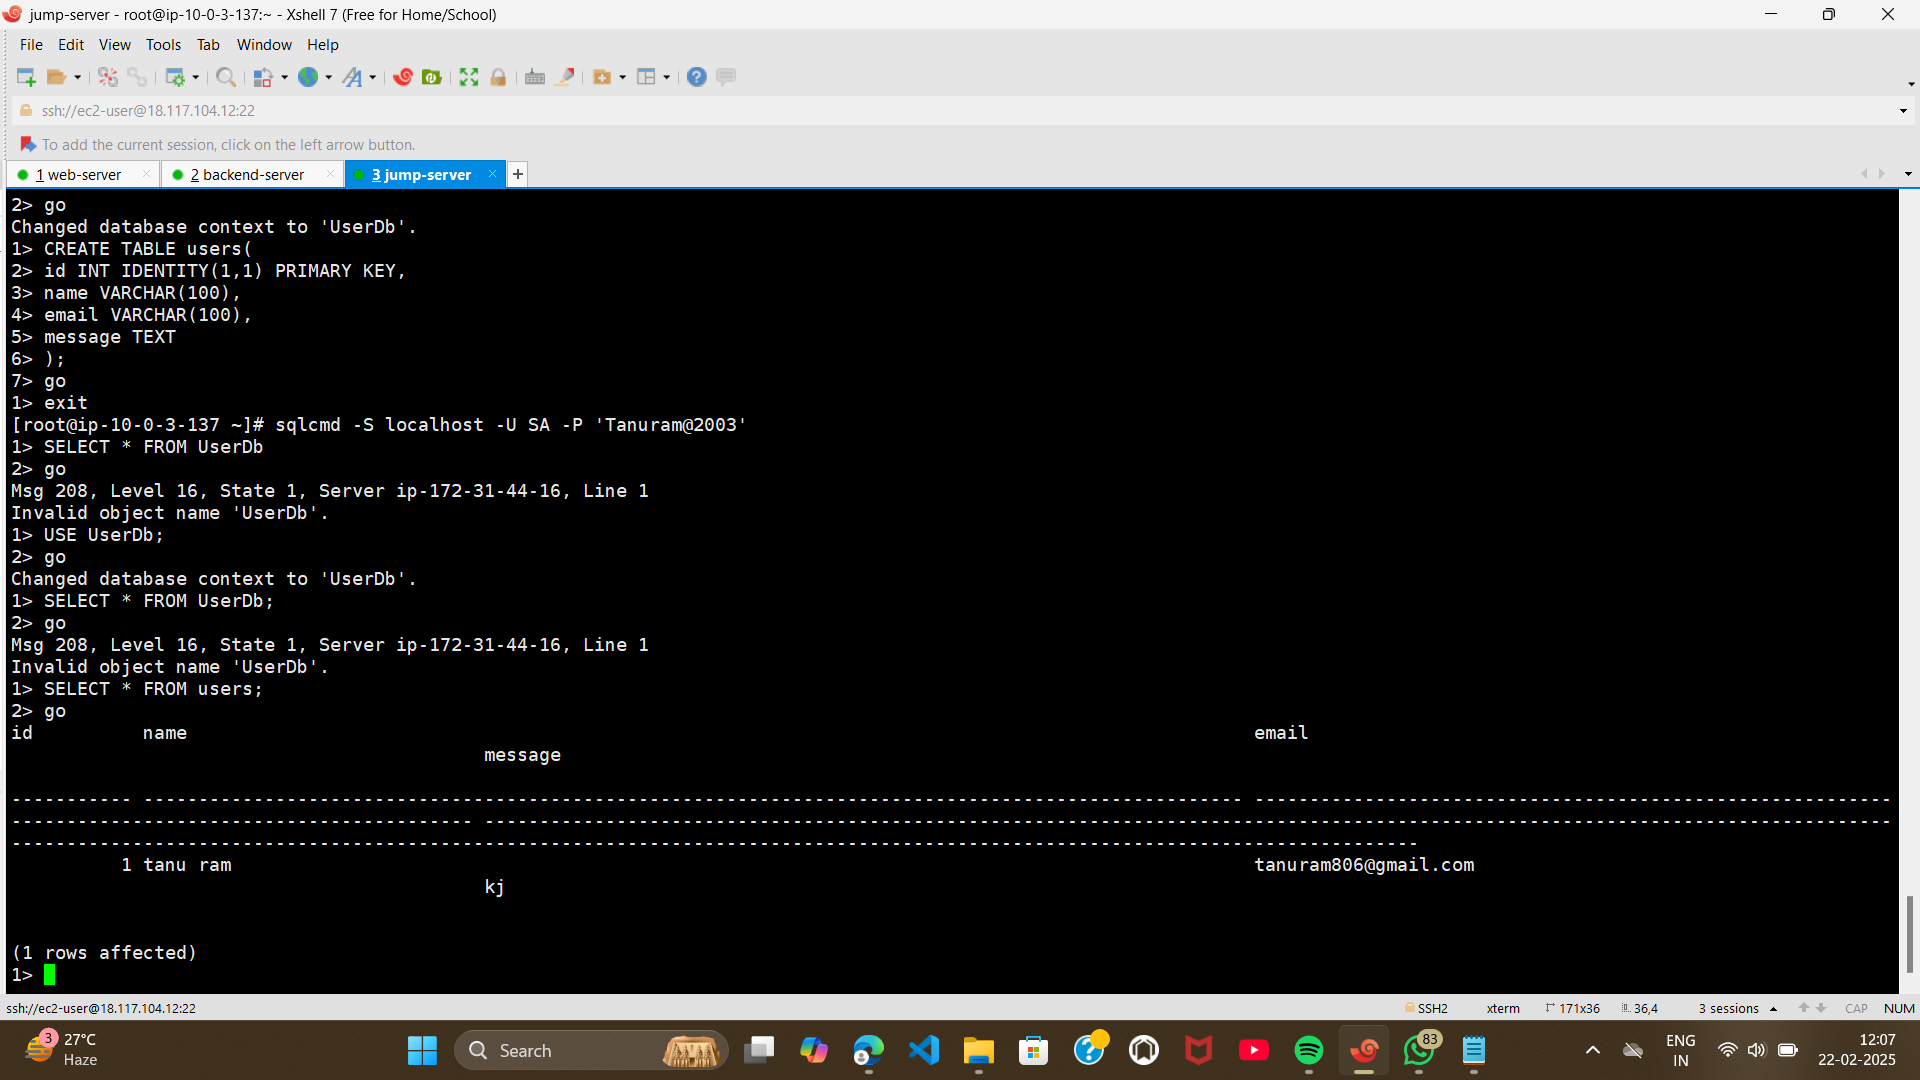 jump-server - root@ip-10-0-3-137:~ - Xshell 7 (Free for Home/School)
File Edit View Tools Tab Window Help
ssh://ec2-user@18.117.104.12:22
To add the current session, click on the left arrow button.
1 web-server 2 backend-server 3 jump-server
2> go
Changed database context to 'UserDb'.
1> CREATE TABLE users(
2> id INT IDENTITY(1,1) PRIMARY KEY,
3> name VARCHAR(100),
4> email VARCHAR(100),
5> message TEXT
6> );
7> go
1> exit
[root@ip-10-0-3-137 ~]# sqlcmd -S localhost -U SA -P 'Tanuram@2003'
1> SELECT * FROM UserDb
2> go
Msg 208, Level 16, State 1, Server ip-172-31-44-16, Line 1
Invalid object name 'UserDb'.
1> USE UserDb;
2> go
Changed database context to 'UserDb'.
1> SELECT * FROM UserDb;
2> go
Msg 208, Level 16, State 1, Server ip-172-31-44-16, Line 1
Invalid object name 'UserDb'.
1> SELECT * FROM users;
2> go
id name email
message
1 tanu ram tanuram806@gmail.com
kj
(1 rows affected)
1>
ssh://ec2-user@18.117.104.12:22 SSH2 xterm 171x36 36,4 3 sessions CAP NUM
3 27°C Haze
Search
83
ENG IN
12:07
22-02-2025